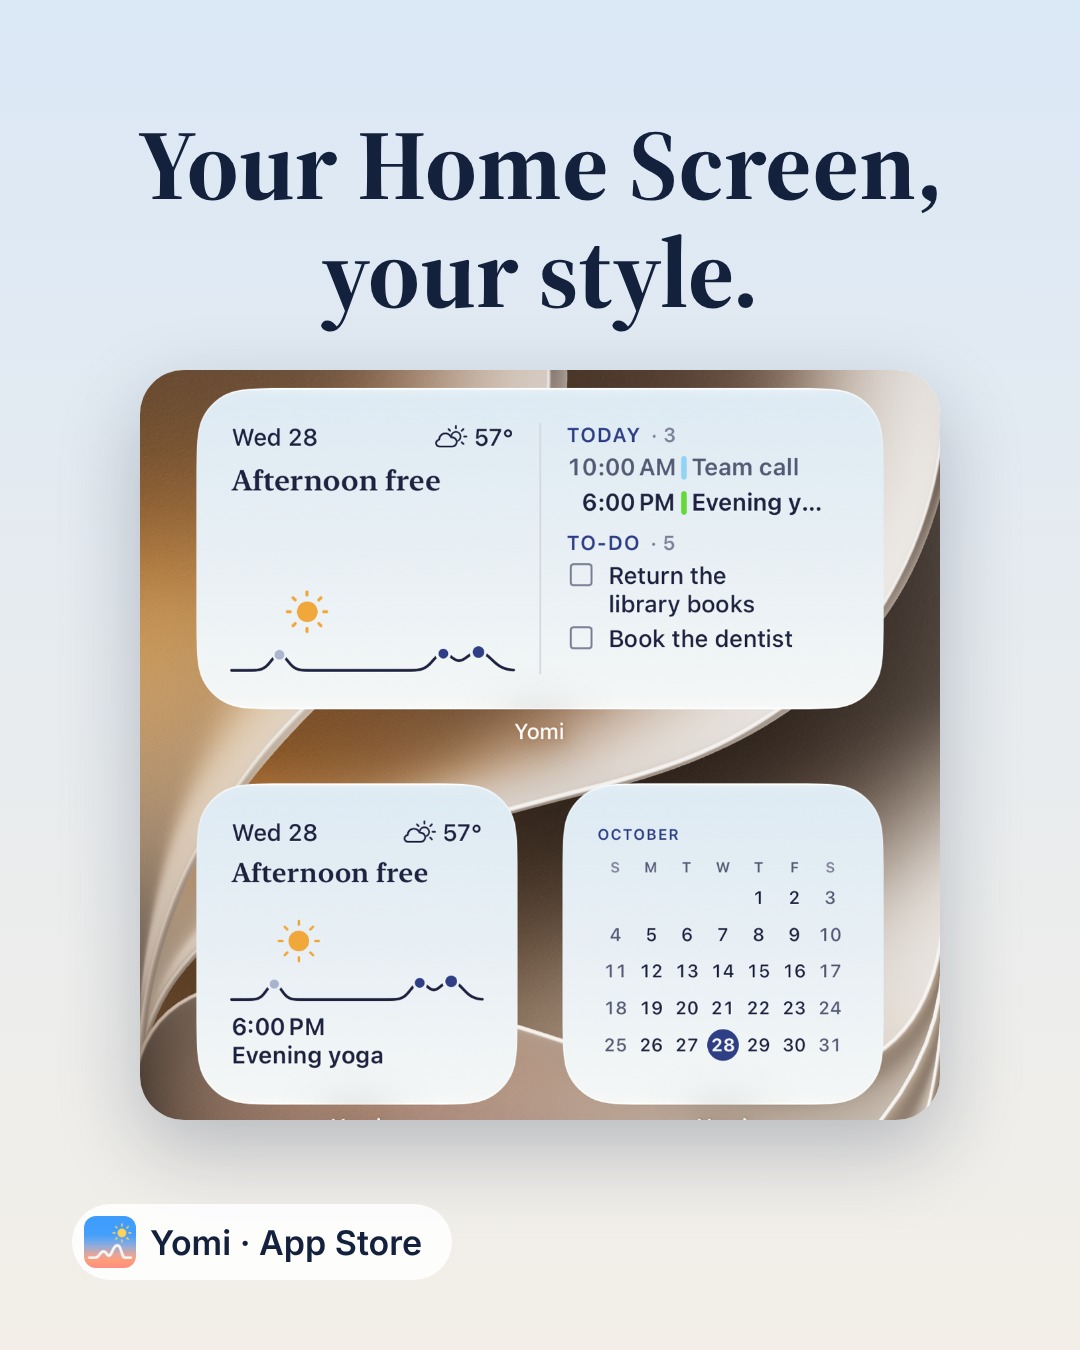 Your Home Screen,
your style.
Wed 28 57°
Afternoon free
TODAY · 3
10:00 AM Team call
6:00 PM Evening y...
TO-DO · 5
Return the
library books
Book the dentist
Yomi
Wed 28 57°
Afternoon free
6:00 PM
Evening yoga
OCTOBER
S M T W T F S
1 2 3
4 5 6 7 8 9 10
11 12 13 14 15 16 17
18 19 20 21 22 23 24
25 26 27 28 29 30 31
Yomi · App Store